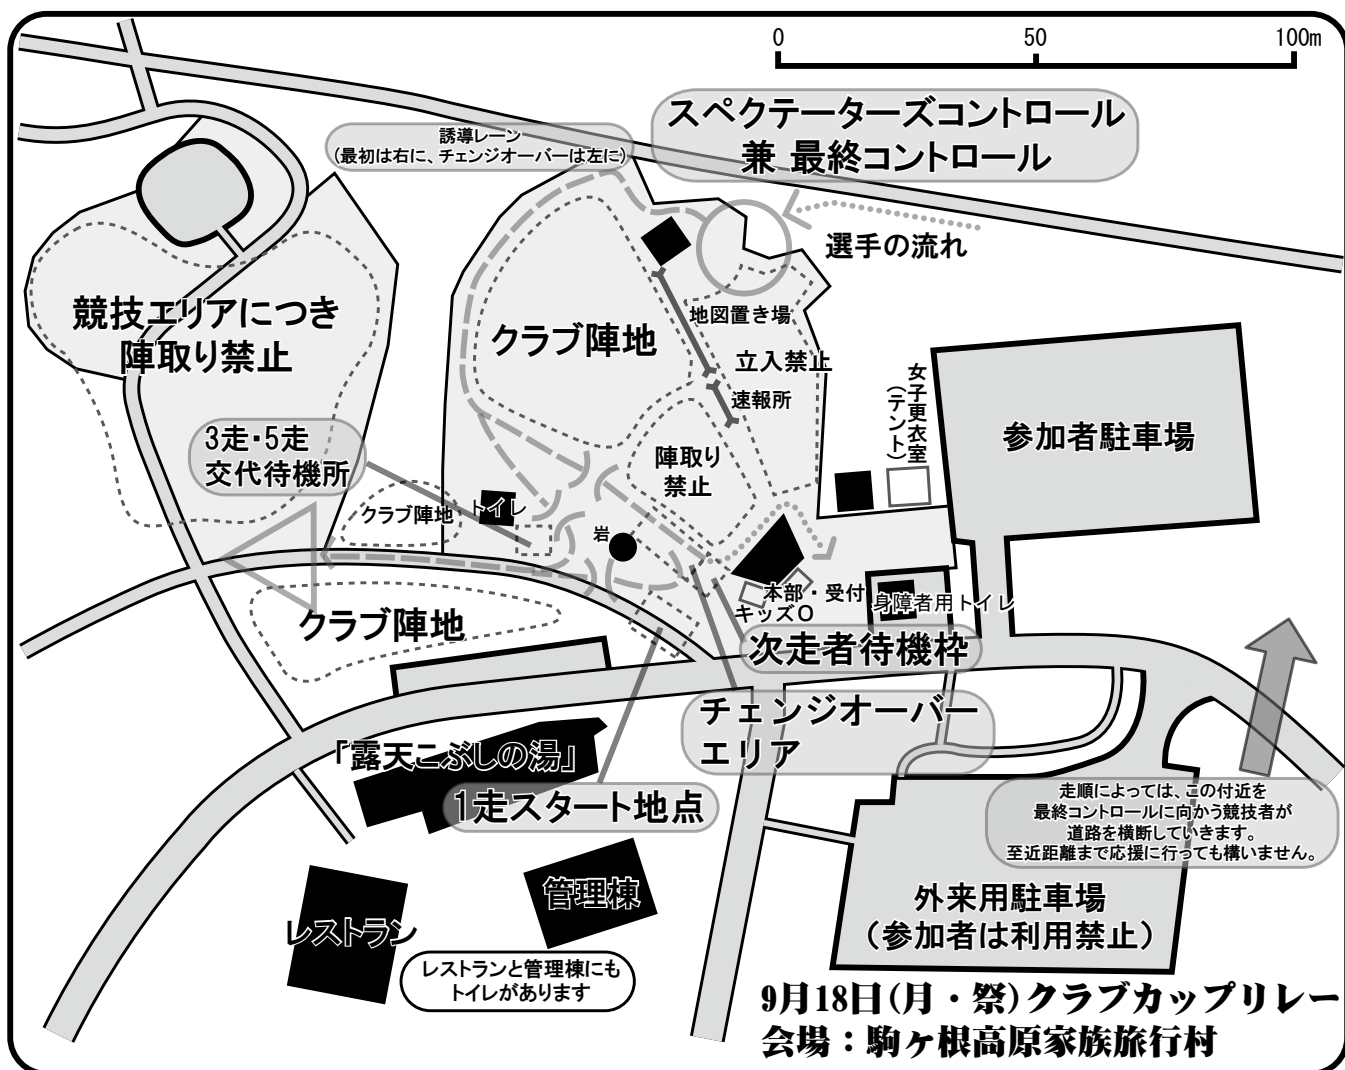 0
50
100m
スペクテーターズコントロール
兼 最終コントロール
誘導レーン
(最初は右に、チェンジオーバーは左に)
選手の流れ
競技エリアにつき
陣取り禁止
クラブ陣地
地図置き場
立入禁止
速報所
女子更衣室
(テント)
参加者駐車場
3走・5走
交代待機所
陣取り
禁止
クラブ陣地
トイレ
岩
本部・受付
キッズO
身障者用トイレ
クラブ陣地
次走者待機枠
チェンジオーバー
エリア
「露天こぶしの湯」
1走スタート地点
走順によっては、この付近を
最終コントロールに向かう競技者が
道路を横断していきます。
至近距離まで応援に行っても構いません。
管理棟
レストラン
外来用駐車場
(参加者は利用禁止)
レストランと管理棟にも
トイレがあります
9月18日(月・祭)クラブカップリレー
会場：駒ヶ根高原家族旅行村